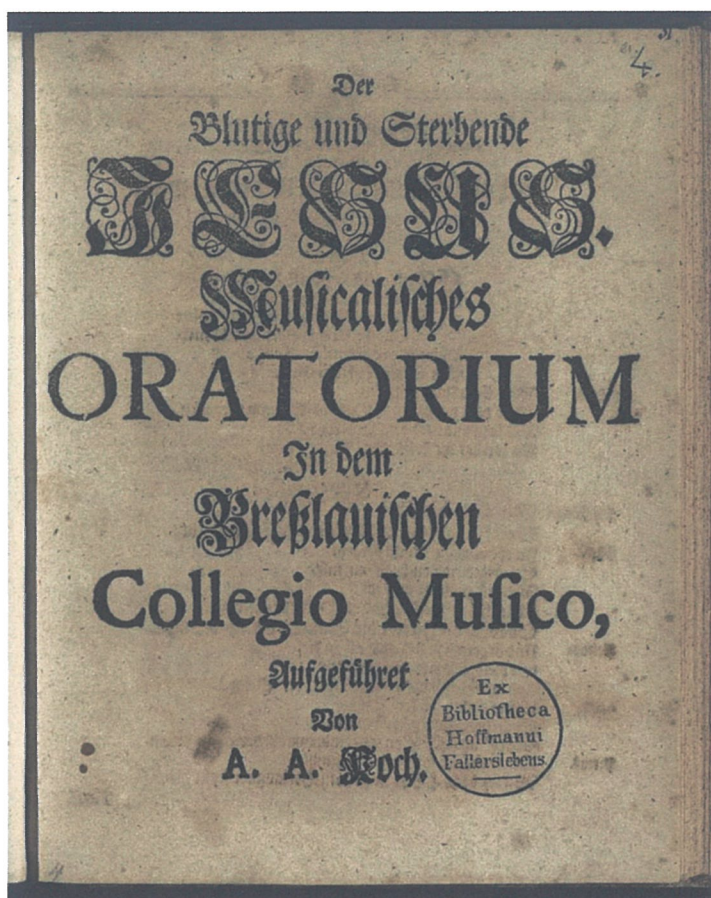 4.
Der
Blutige und Sterbende
JESUS.
Musicalisches
ORATORIUM
In dem
Breßlauischen
Collegio Musico,
Aufgeführet
Von
A. A. Koch.
Ex
Bibliotheca
Hoffmanni
Fallerslebens